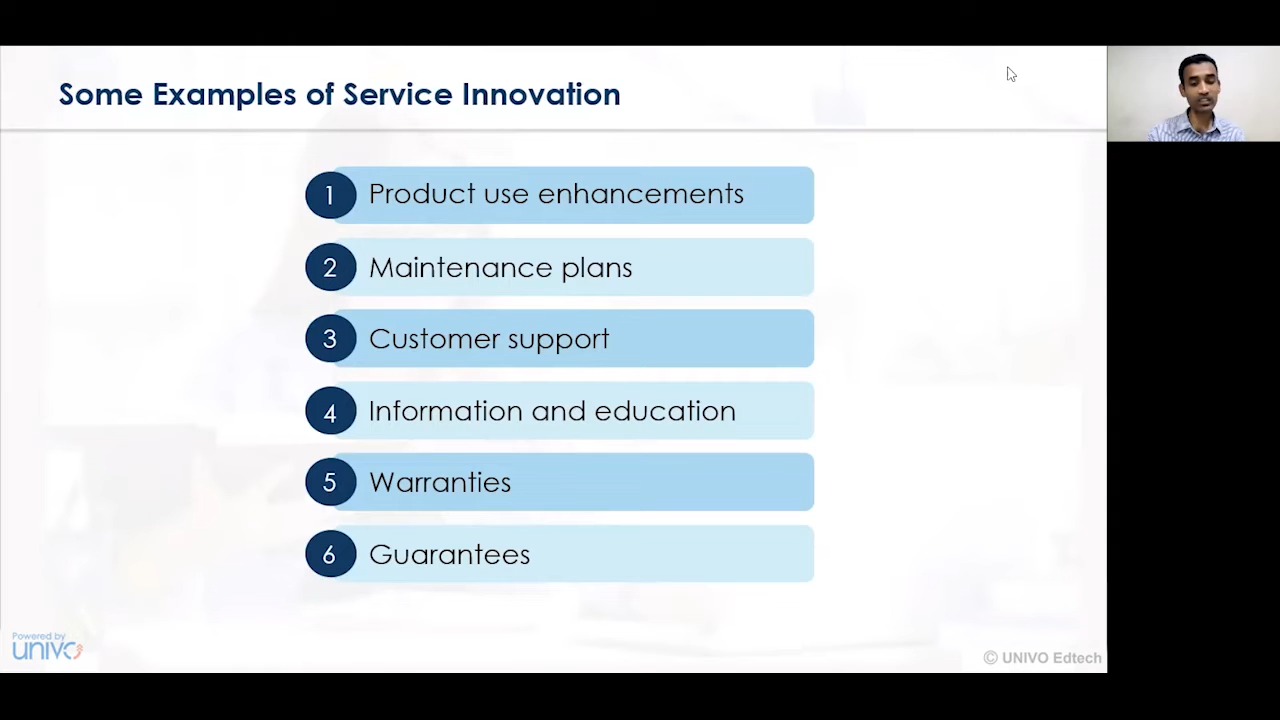 Some Examples of Service Innovation
1 Product use enhancements
2 Maintenance plans
3 Customer support
4 Information and education
5 Warranties
6 Guarantees
Powered by
univo
© UNIVO Edtech